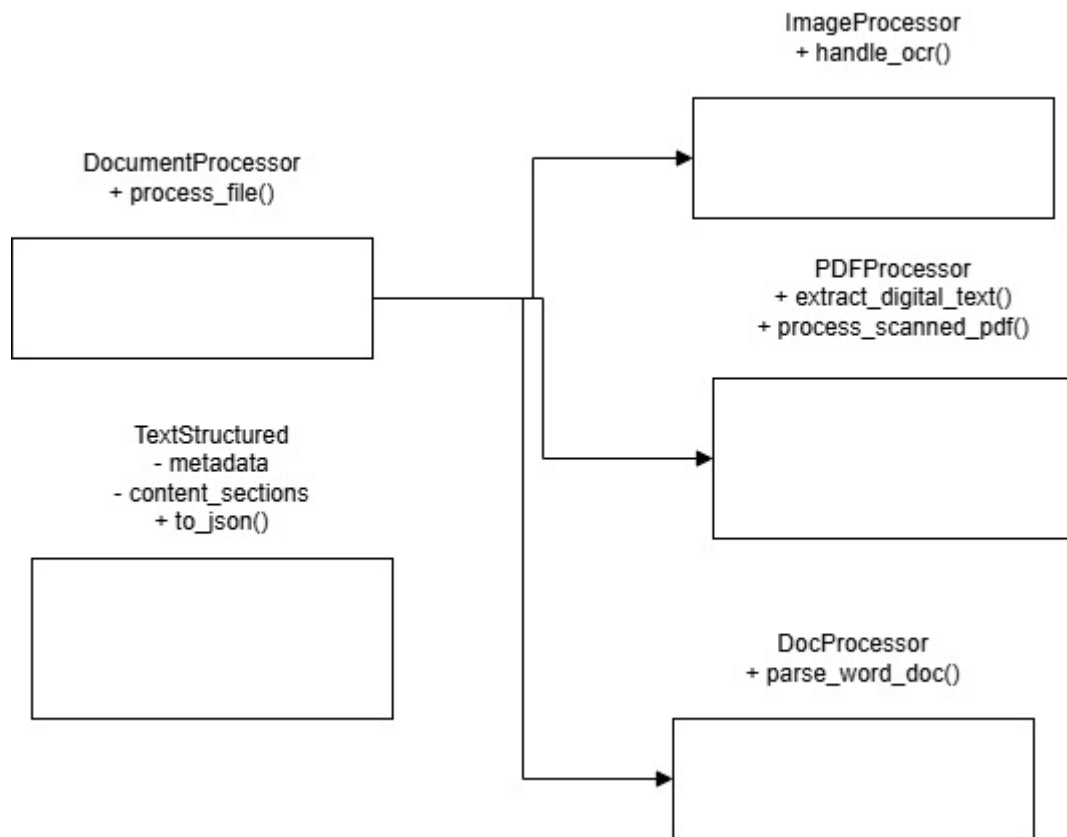 DocumentProcessor
+ process_file()
TextStructured
- metadata
- content_sections
+ to_json()
ImageProcessor
+ handle_ocr()
PDFProcessor
+ extract_digital_text()
+ process_scanned_pdf()
DocProcessor
+ parse_word_doc()